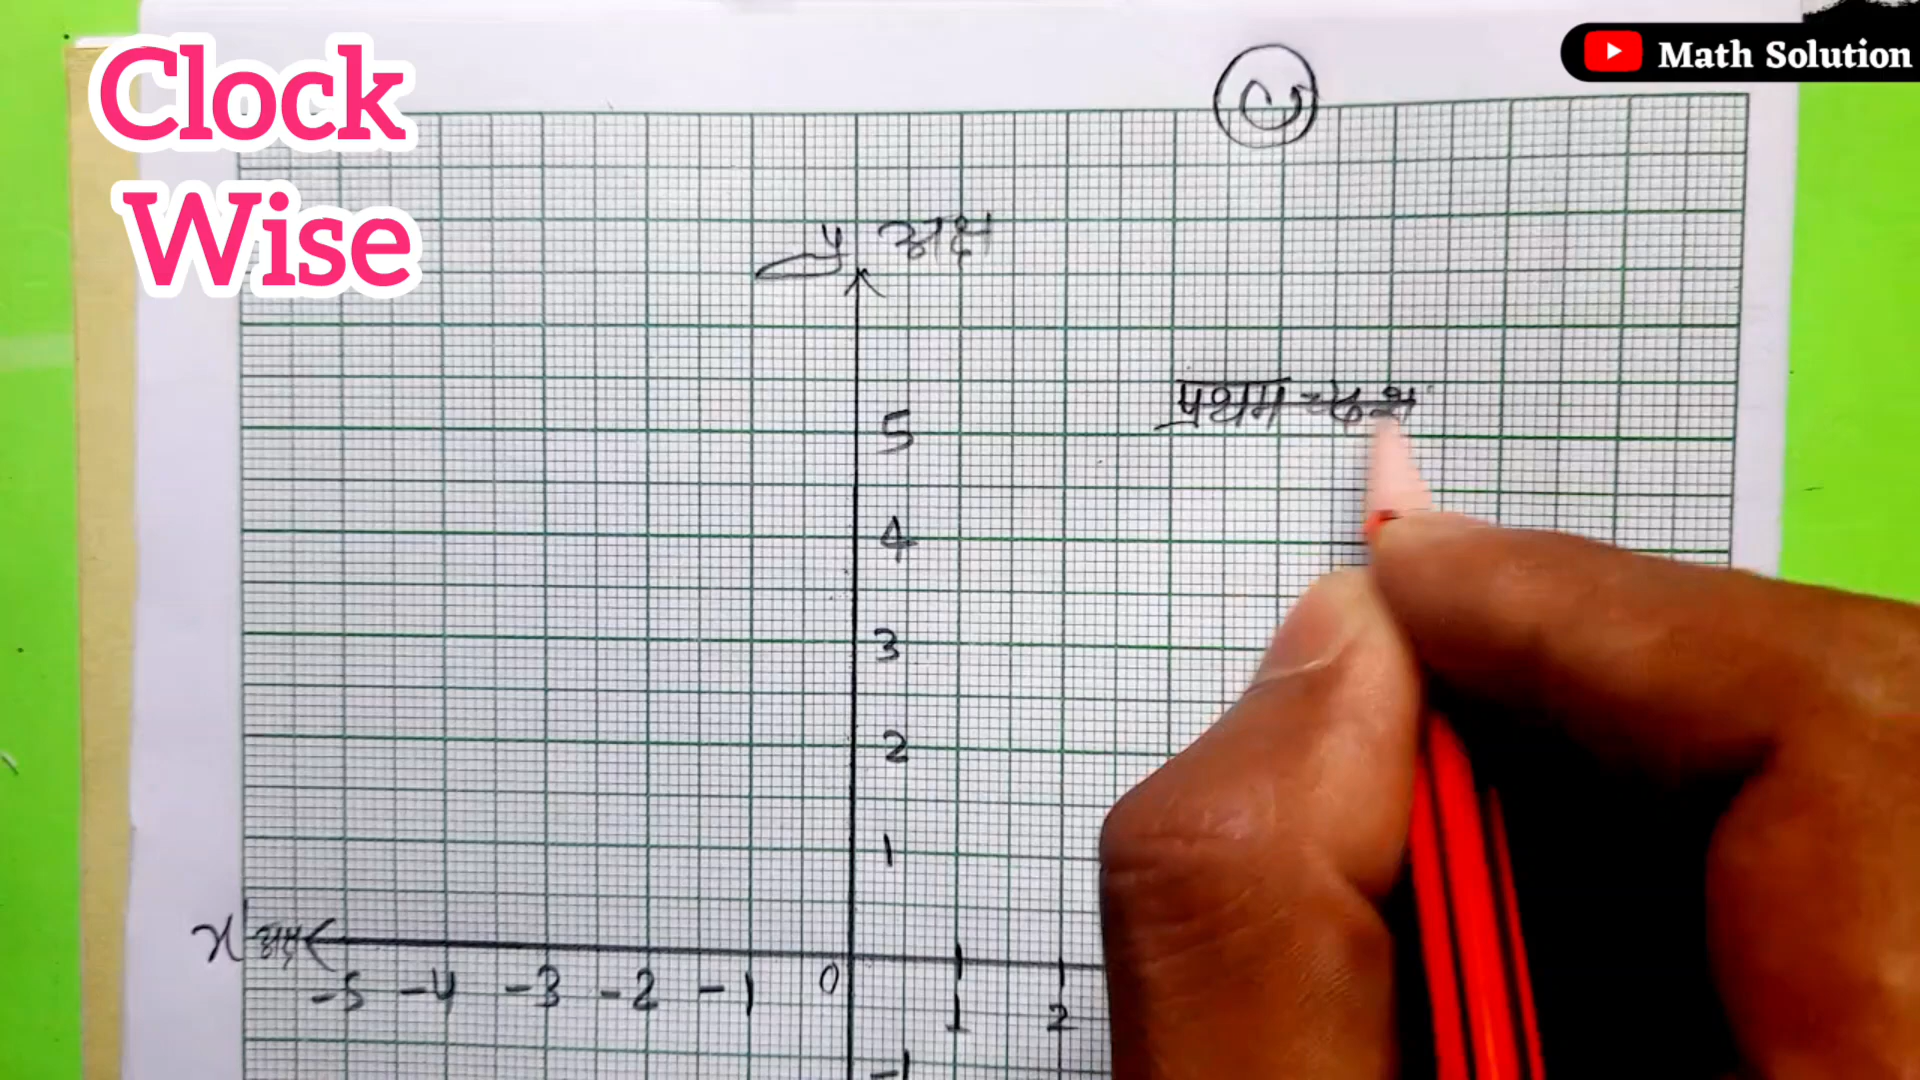 Clock
Wise
Math Solution
y अक्ष
प्रथम
5
4
3
2
1
x अक्ष
-5 -4 -3 -2 -1 0 1 2
-1